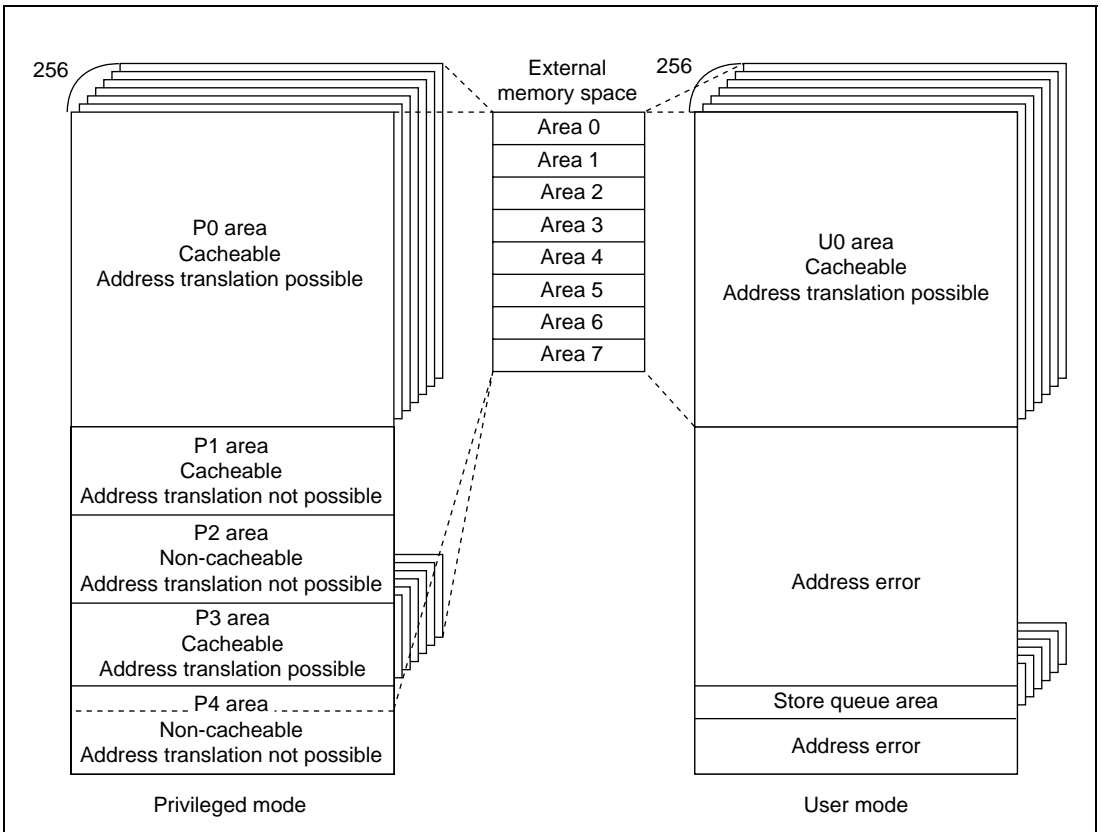 256
P0 area
Cacheable
Address translation possible
P1 area
Cacheable
Address translation not possible
P2 area
Non-cacheable
Address translation not possible
P3 area
Cacheable
Address translation possible
P4 area
Non-cacheable
Address translation not possible
Privileged mode
External
memory space
Area 0
Area 1
Area 2
Area 3
Area 4
Area 5
Area 6
Area 7
256
U0 area
Cacheable
Address translation possible
Address error
Store queue area
Address error
User mode